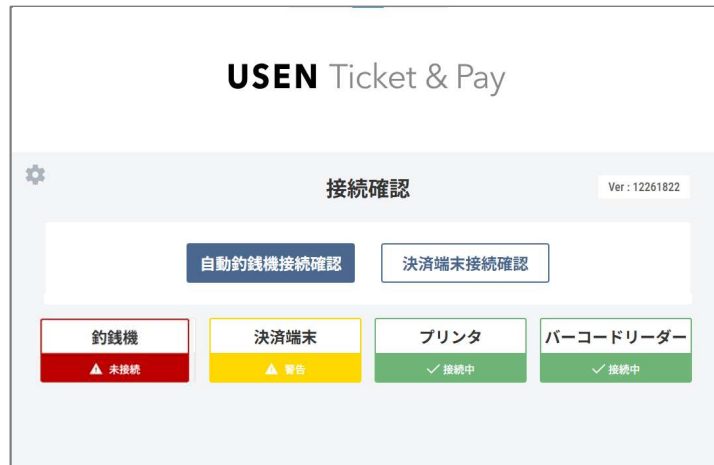 USEN Ticket & Pay
接続確認
Ver : 12261822
自動釣銭機接続確認
決済端末接続確認
釣銭機
決済端末
プリンタ
バーコードリーダー
未接続
警告
接続中
接続中